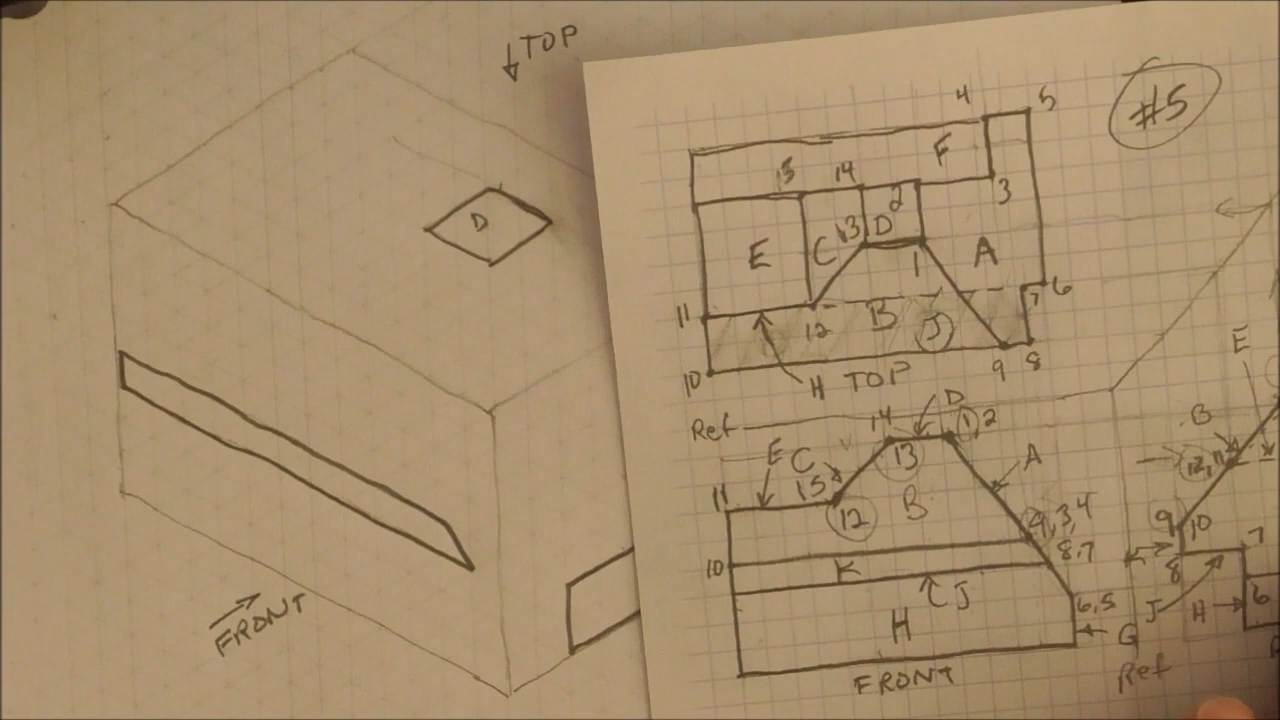 TOP
D
FRONT
#5
4 5
F
15 14 2 3
13 D
E C 1 A
7 6
11 12 B J
10 H TOP 9 8
Ref
D
14 1,2
E C 13 A
15
11 12 B
9,3,4
8,7
10 K
J
6,5
H G
FRONT
Ref
E
B
12,11
9 10
8 7
J H 6